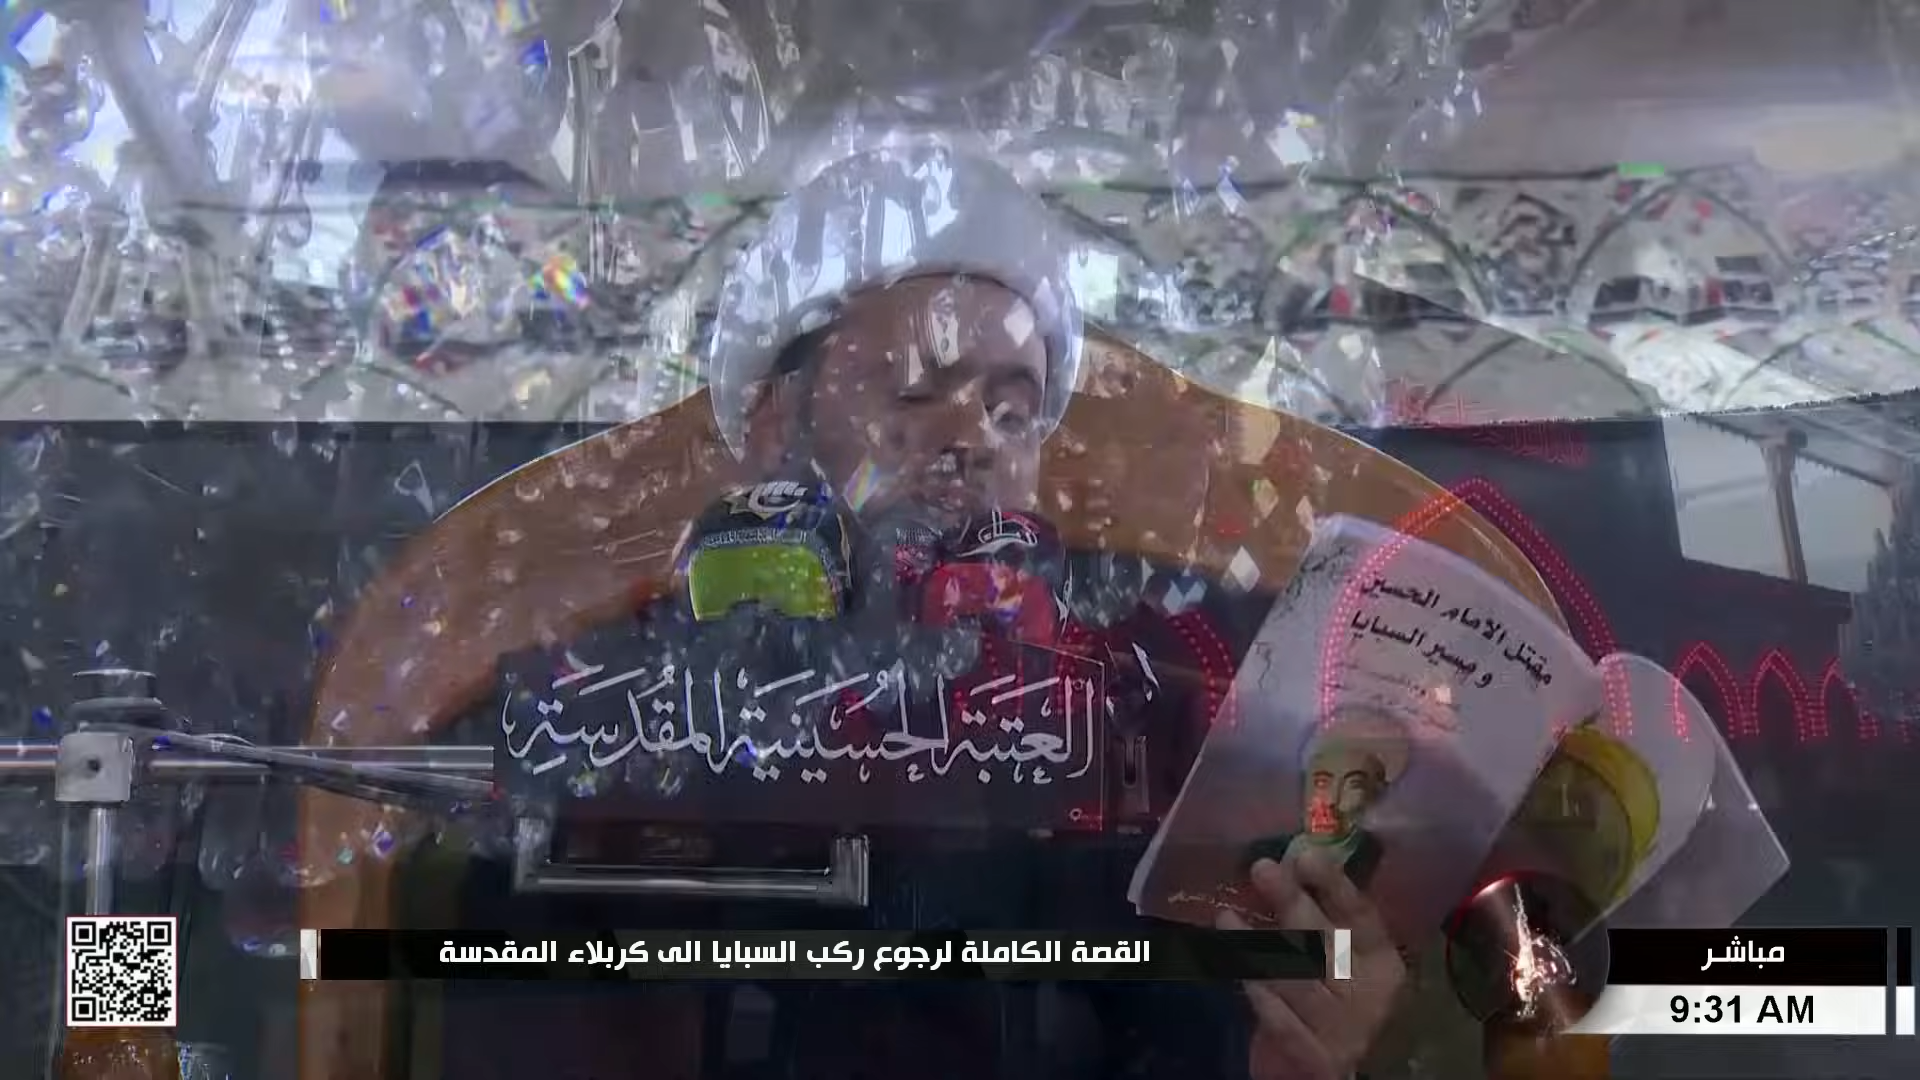 مقتل الامام الحسين
و مسير السبايا
العتبة الحسينية المقدسة
القصة الكاملة لرجوع ركب السبايا الى كربلاء المقدسة
مباشر
9:31 AM